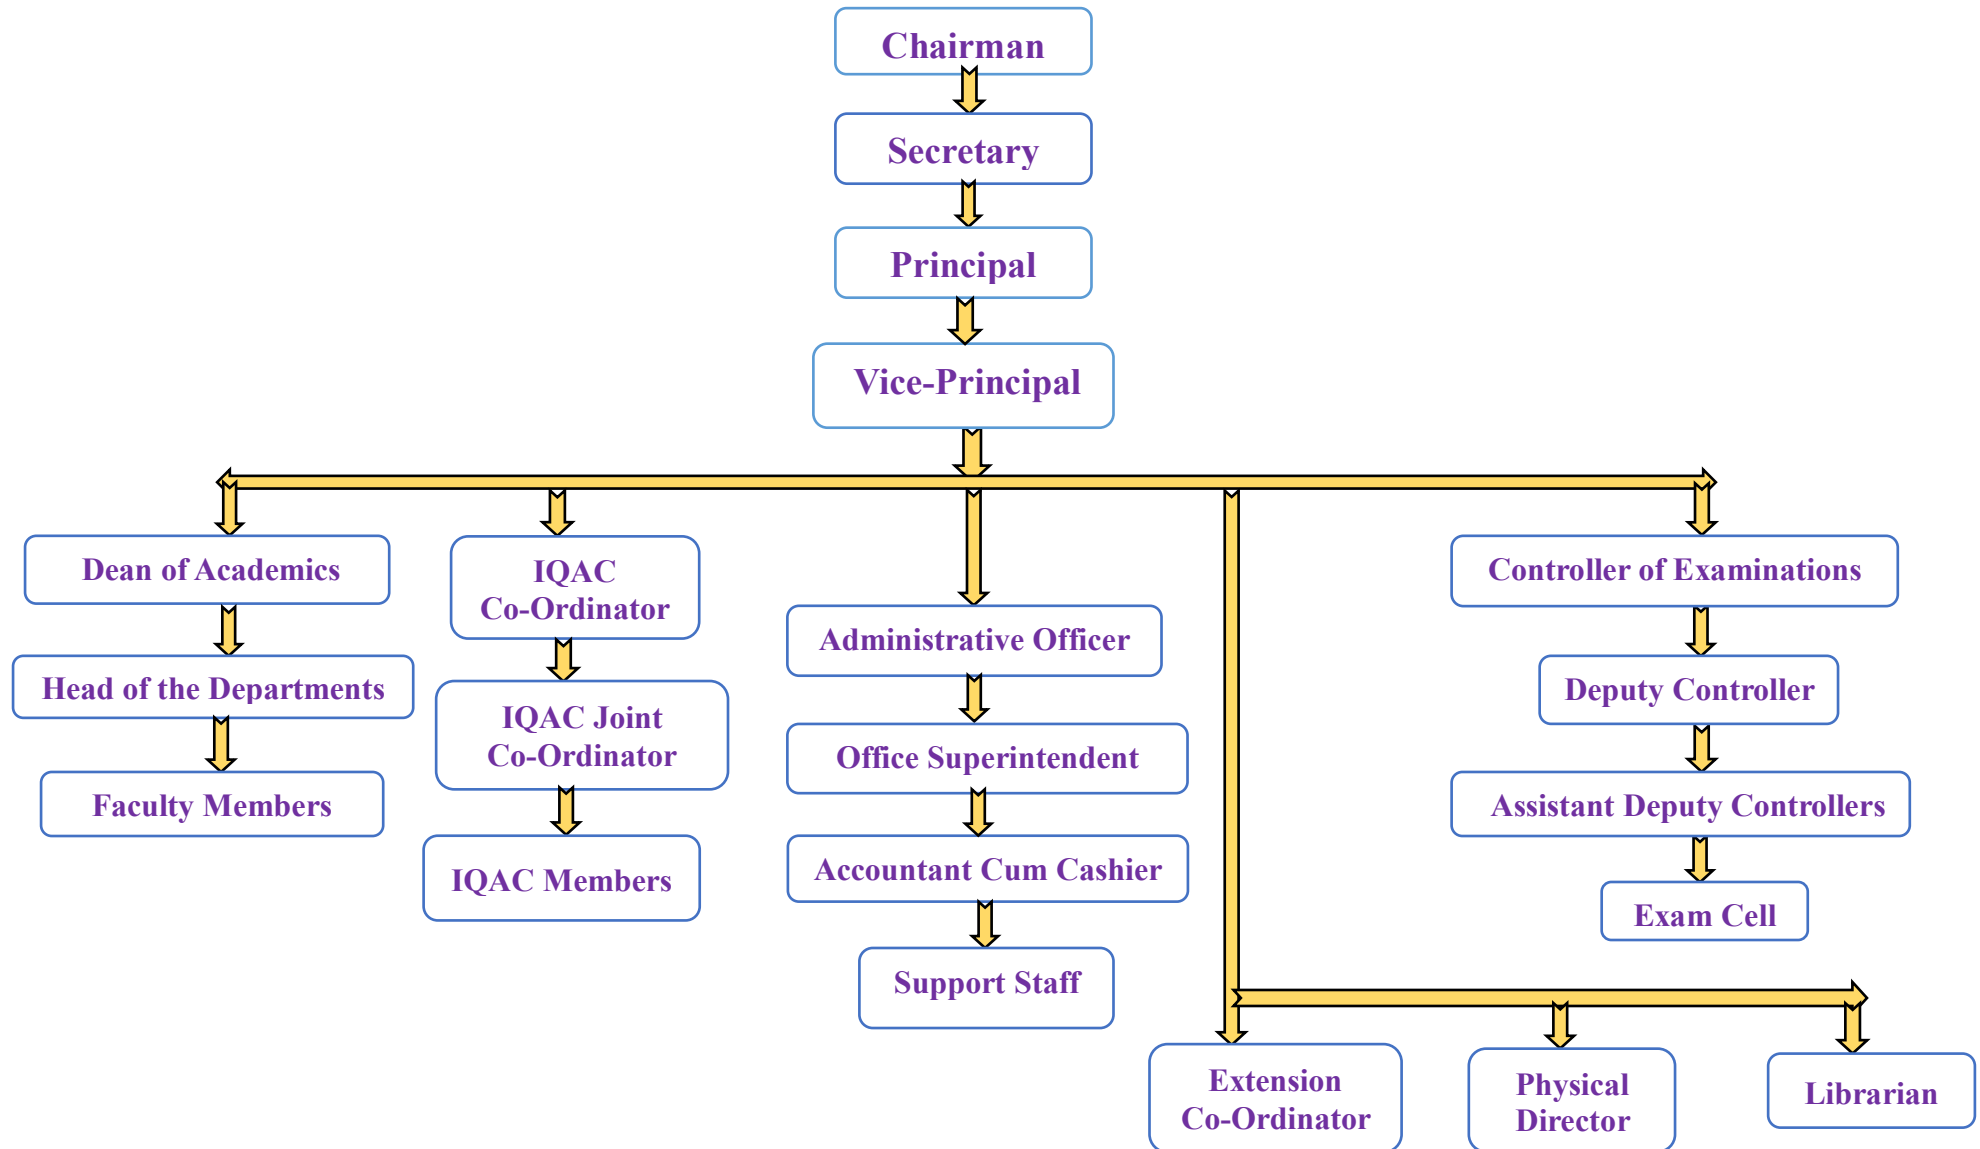 Chairman
Secretary
Principal
Vice-Principal
Dean of Academics
Head of the Departments
Faculty Members
IQAC
Co-Ordinator
IQAC Joint
Co-Ordinator
IQAC Members
Administrative Officer
Office Superintendent
Accountant Cum Cashier
Support Staff
Controller of Examinations
Deputy Controller
Assistant Deputy Controllers
Exam Cell
Extension
Co-Ordinator
Physical
Director
Librarian